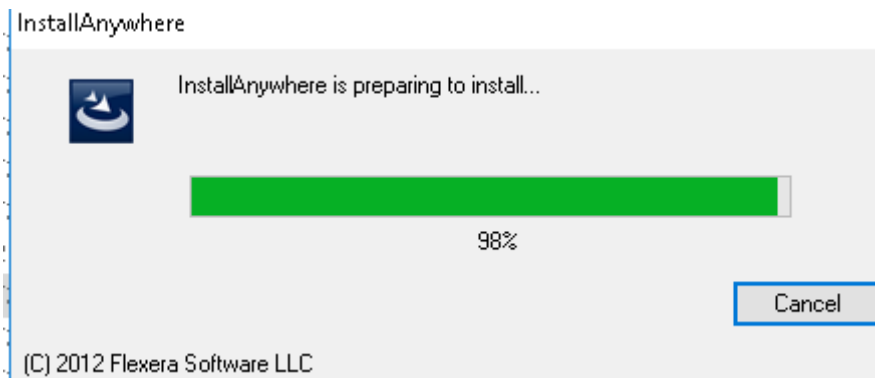 InstallAnywhere
InstallAnywhere is preparing to install...
98%
Cancel
(C) 2012 Flexera Software LLC